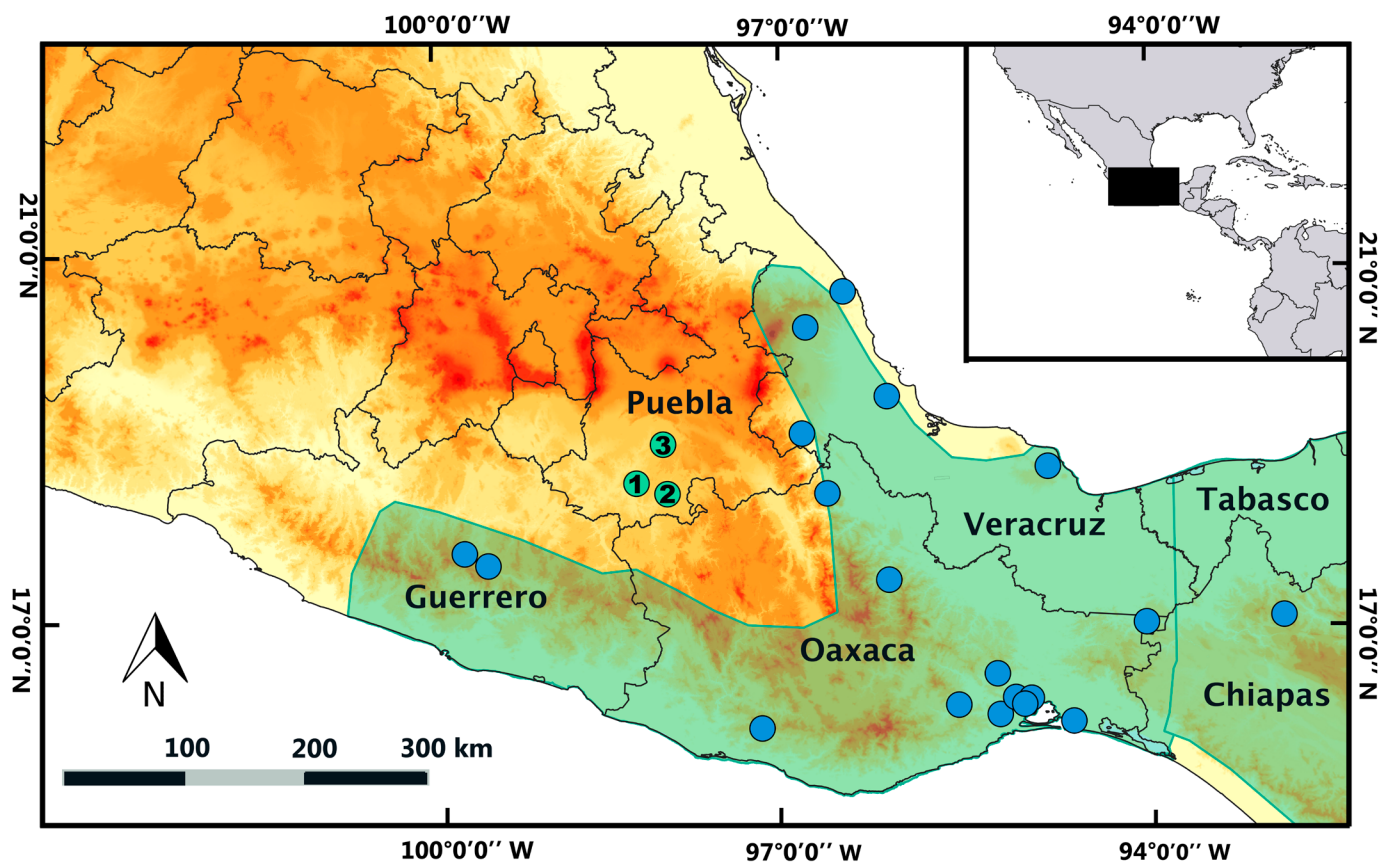 100°0′0′′W 97°0′0′′W 94°0′0′′W
21°0′0′′N
21°0′0′′ N
Puebla
3
1
2
Tabasco
Veracruz
Guerrero
17°0′0′′N
17°0′0′′ N
Oaxaca
Chiapas
N
100 200 300 km
100°0′0′′ W 97°0′0′′ W 94°0′0′′ W